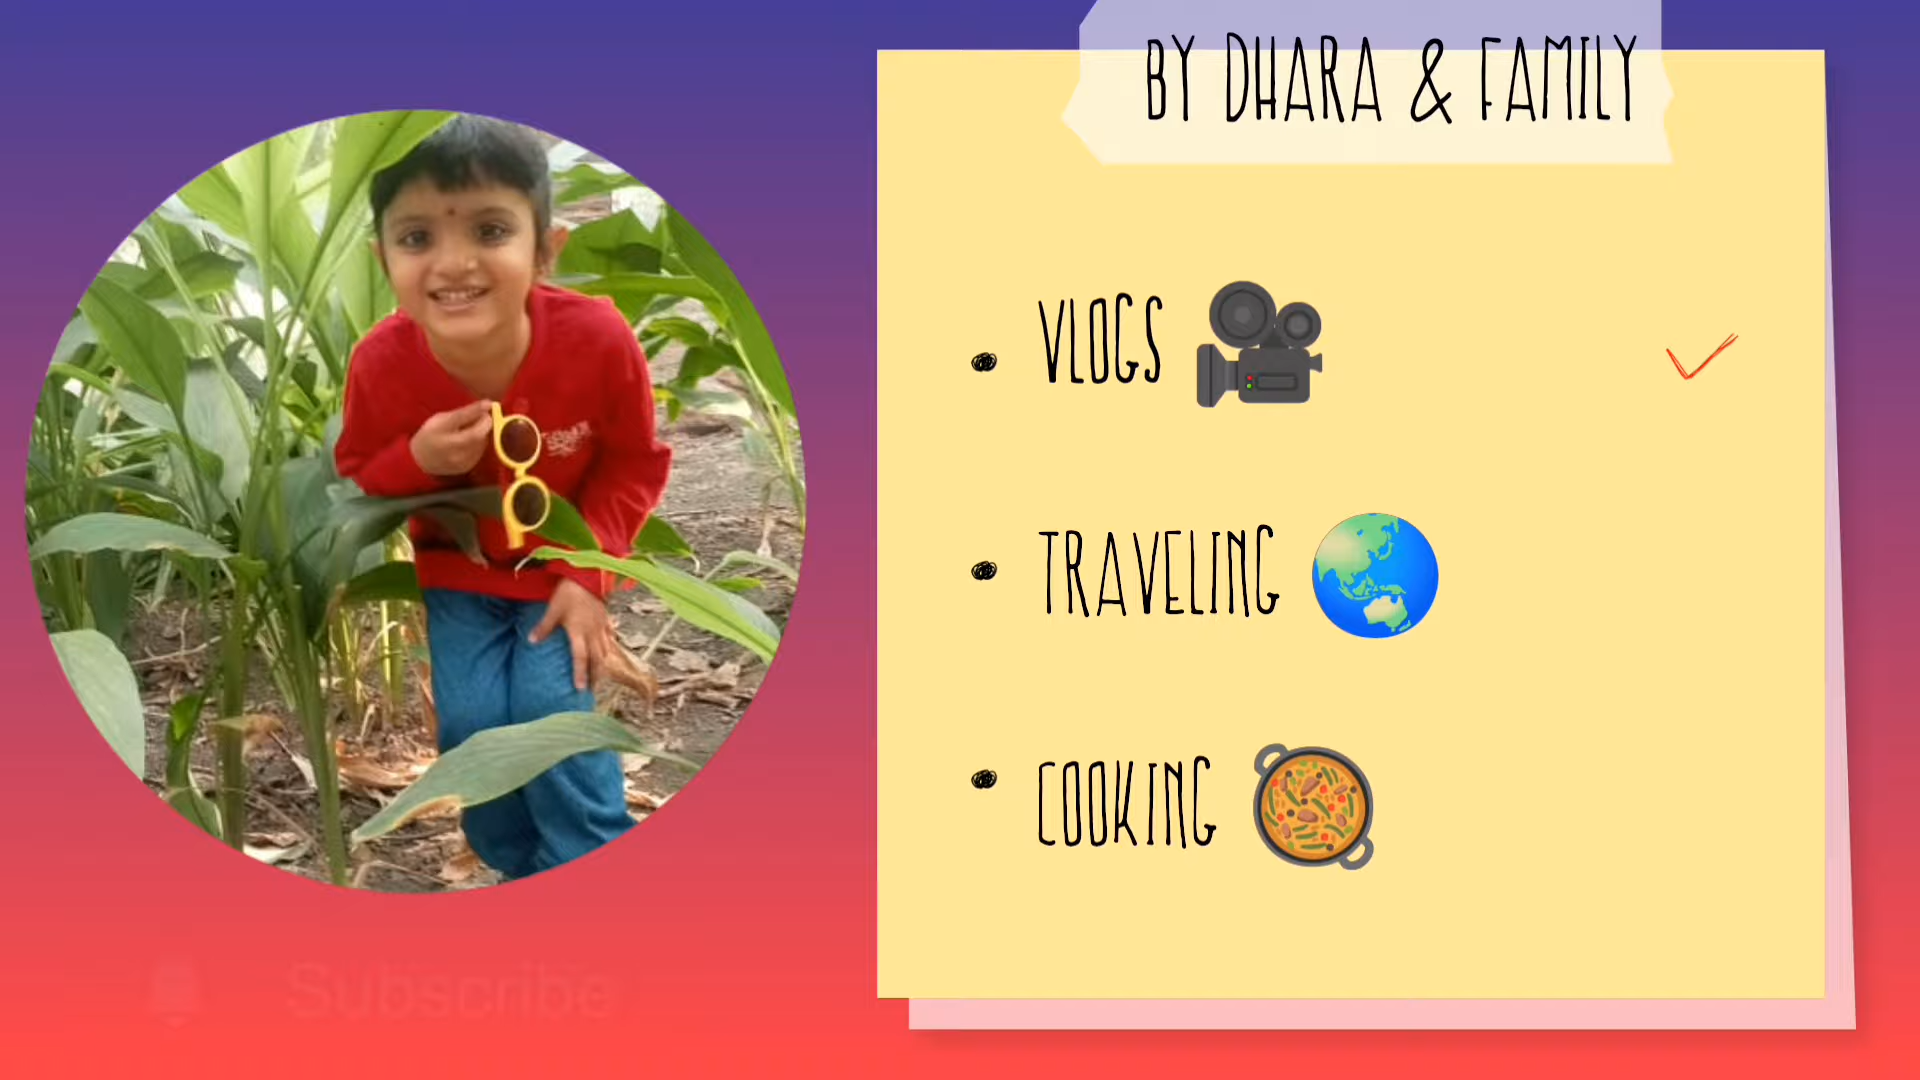 BY DHARA & FAMILY
VLOGS
TRAVELING
COOKING
Subscribe